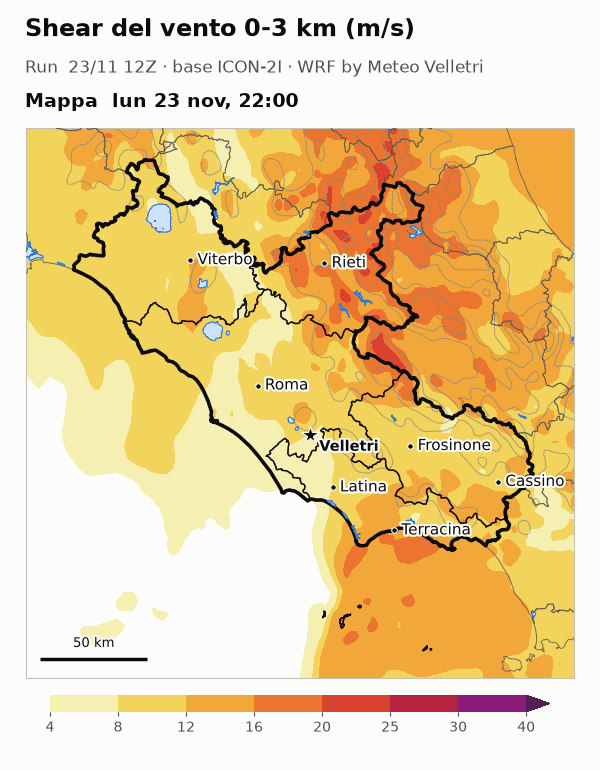 Shear del vento 0-3 km (m/s)
Run  23/11 12Z · base ICON-2I · WRF by Meteo Velletri
Mappa  lun 23 nov, 22:00
Viterbo
Rieti
Roma
Velletri
Frosinone
Cassino
Latina
Terracina
50 km
4 8 12 16 20 25 30 40